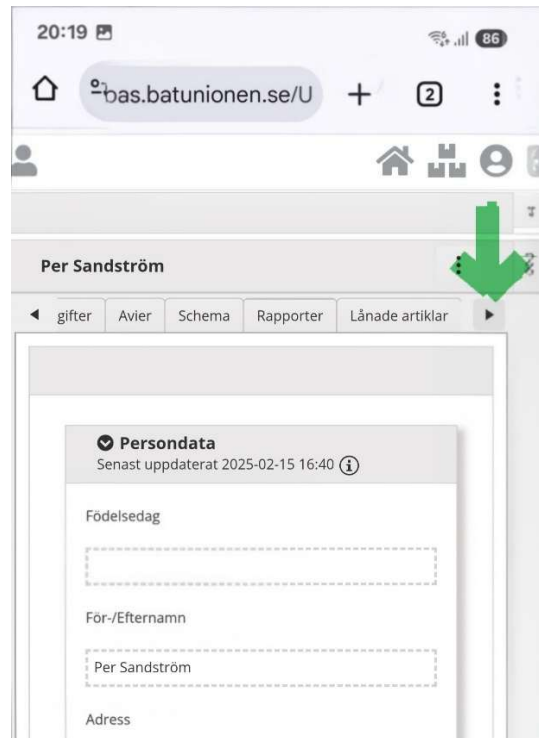 20:19
86
bas.batunionen.se/U
2
Per Sandström
gifter Avier Schema Rapporter Lånade artiklar
Persondata
Senast uppdaterat 2025-02-15 16:40
Födelsedag
För-/Efternamn
Per Sandström
Adress